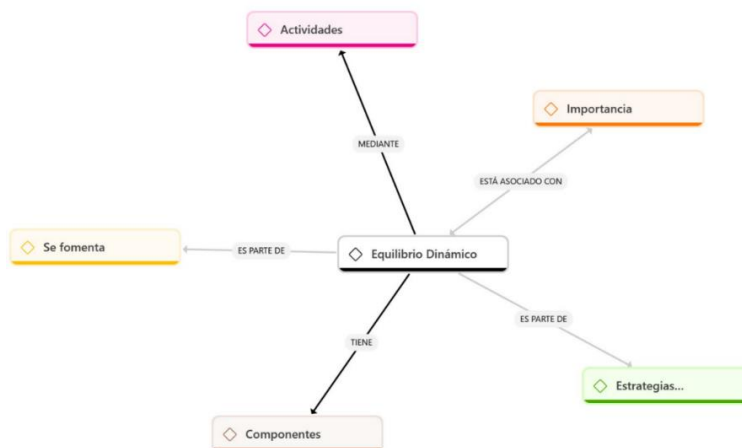 Actividades
Importancia
MEDIANTE
ESTÁ ASOCIADO CON
Se fomenta
ES PARTE DE
Equilibrio Dinámico
ES PARTE DE
TIENE
Estrategias...
Componentes